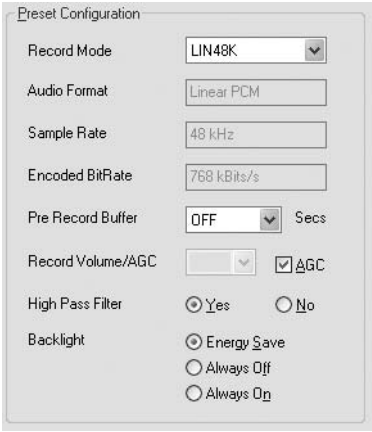 Preset Configuration
Record Mode LIN48K
Audio Format Linear PCM
Sample Rate 48 kHz
Encoded BitRate 768 kBits/s
Pre Record Buffer OFF Secs
Record Volume/AGC AGC
High Pass Filter Yes No
Backlight Energy Save
Always Off
Always On